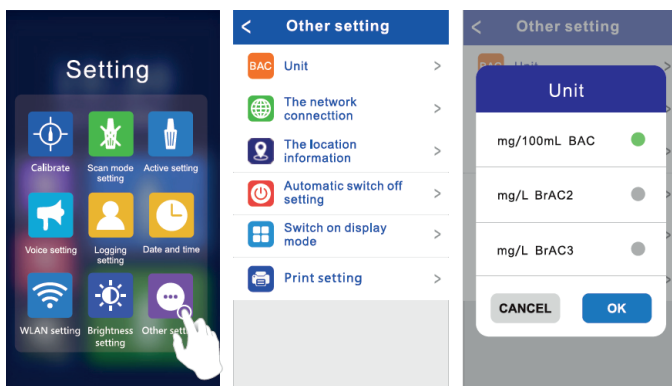 Setting
Calibrate
Scan mode
setting
Active setting
Voice setting
Logging
setting
Date and time
WLAN setting
Brightness
setting
Other
< Other setting
BAC Unit >
The network
connecttion >
The location
information >
Automatic switch off
setting >
Switch on display
mode >
Print setting >
< Other setting
Unit
mg/100mL BAC
mg/L BrAC2
mg/L BrAC3
CANCEL
OK